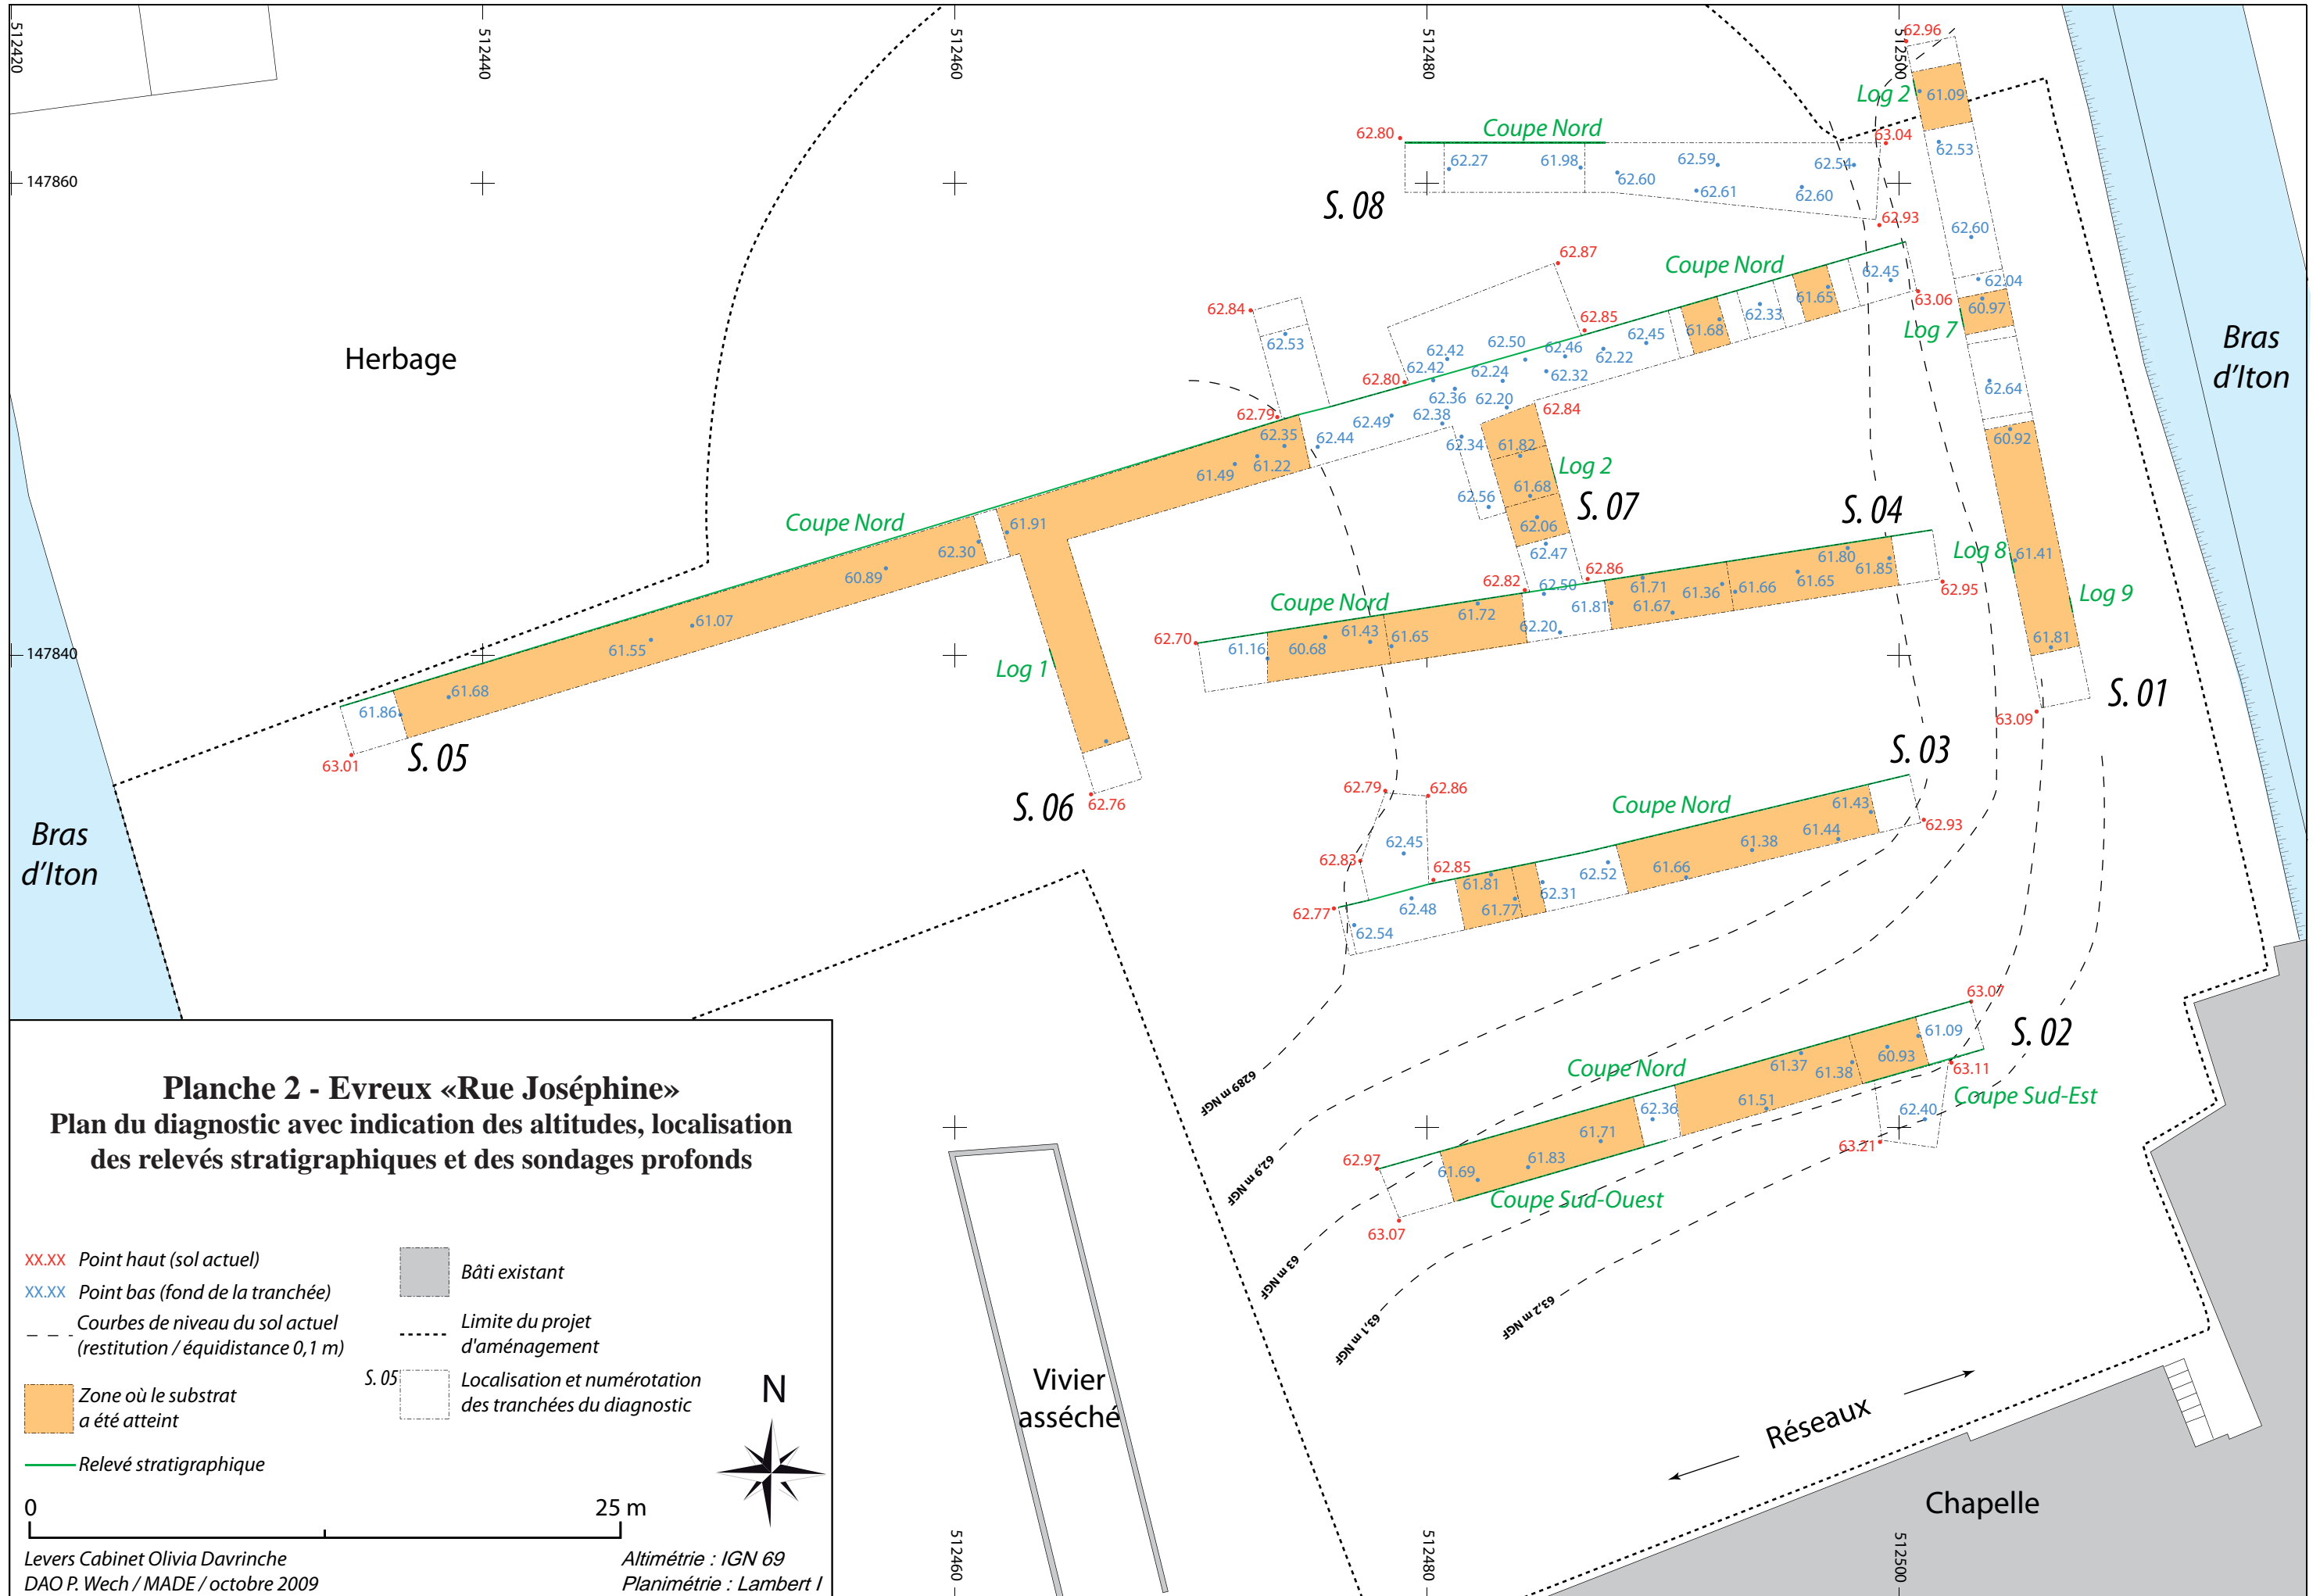 512420
512440
512460
512480
512500
62.96
Log 2
61.09
62.80
Coupe Nord
63.04
62.53
62.27
61.98
62.59
62.54
147860
62.60
62.61
62.60
S. 08
62.93
62.60
62.87
Coupe Nord
62.45
62.04
62.84
61.65
63.06
60.97
62.85
62.33
61.68
Log 7
Herbage
62.53
62.50
62.45
62.42
62.46
62.22
Bras
d'Iton
62.42
62.24
62.32
62.80
62.64
62.36
62.20
62.79
62.38
62.84
62.49
62.35
62.44
62.34
61.82
60.92
61.49
61.22
Log 2
62.56
61.68
S. 07
S. 04
Coupe Nord
61.91
62.06
62.30
62.47
61.80
Log 8
61.41
60.89
62.82
62.86
61.85
62.50
61.71
61.65
62.95
Log 9
Coupe Nord
61.72
61.81
61.36
61.66
61.67
61.07
62.70
61.43
61.65
62.20
61.55
61.16
60.68
61.81
147840
Log 1
61.68
S. 01
61.86
63.09
S. 05
63.01
S. 03
62.79
62.86
S. 06
62.76
Coupe Nord
61.43
62.93
Bras
d'Iton
62.45
61.44
61.38
62.83
62.85
62.52
61.66
61.81
62.31
62.77
62.48
61.77
62.54
63.07
S. 02
61.09
6289 m NGF
Coupe Nord
61.37
60.93
61.38
63.11
Coupe Sud-Est
62.36
61.51
62.40
61.71
63.21
62.97
61.83
61.69
62,9 m NGF
Coupe Sud-Ouest
63.07
63 m NGF
63,1 m NGF
63,2 m NGF
Planche 2 - Evreux «Rue Joséphine»
Plan du diagnostic avec indication des altitudes, localisation
des relevés stratigraphiques et des sondages profonds
XX.XX Point haut (sol actuel)
XX.XX Point bas (fond de la tranchée)
Courbes de niveau du sol actuel
(restitution / équidistance 0,1 m)
Zone où le substrat
a été atteint
Relevé stratigraphique
Bâti existant
Limite du projet
d'aménagement
S. 05
Localisation et numérotation
des tranchées du diagnostic
N
0
25 m
Levers Cabinet Olivia Davrinche
DAO P. Wech / MADE / octobre 2009
Altimétrie : IGN 69
Planimétrie : Lambert I
Vivier
asséché
Réseaux
Chapelle
512460
512480
512500